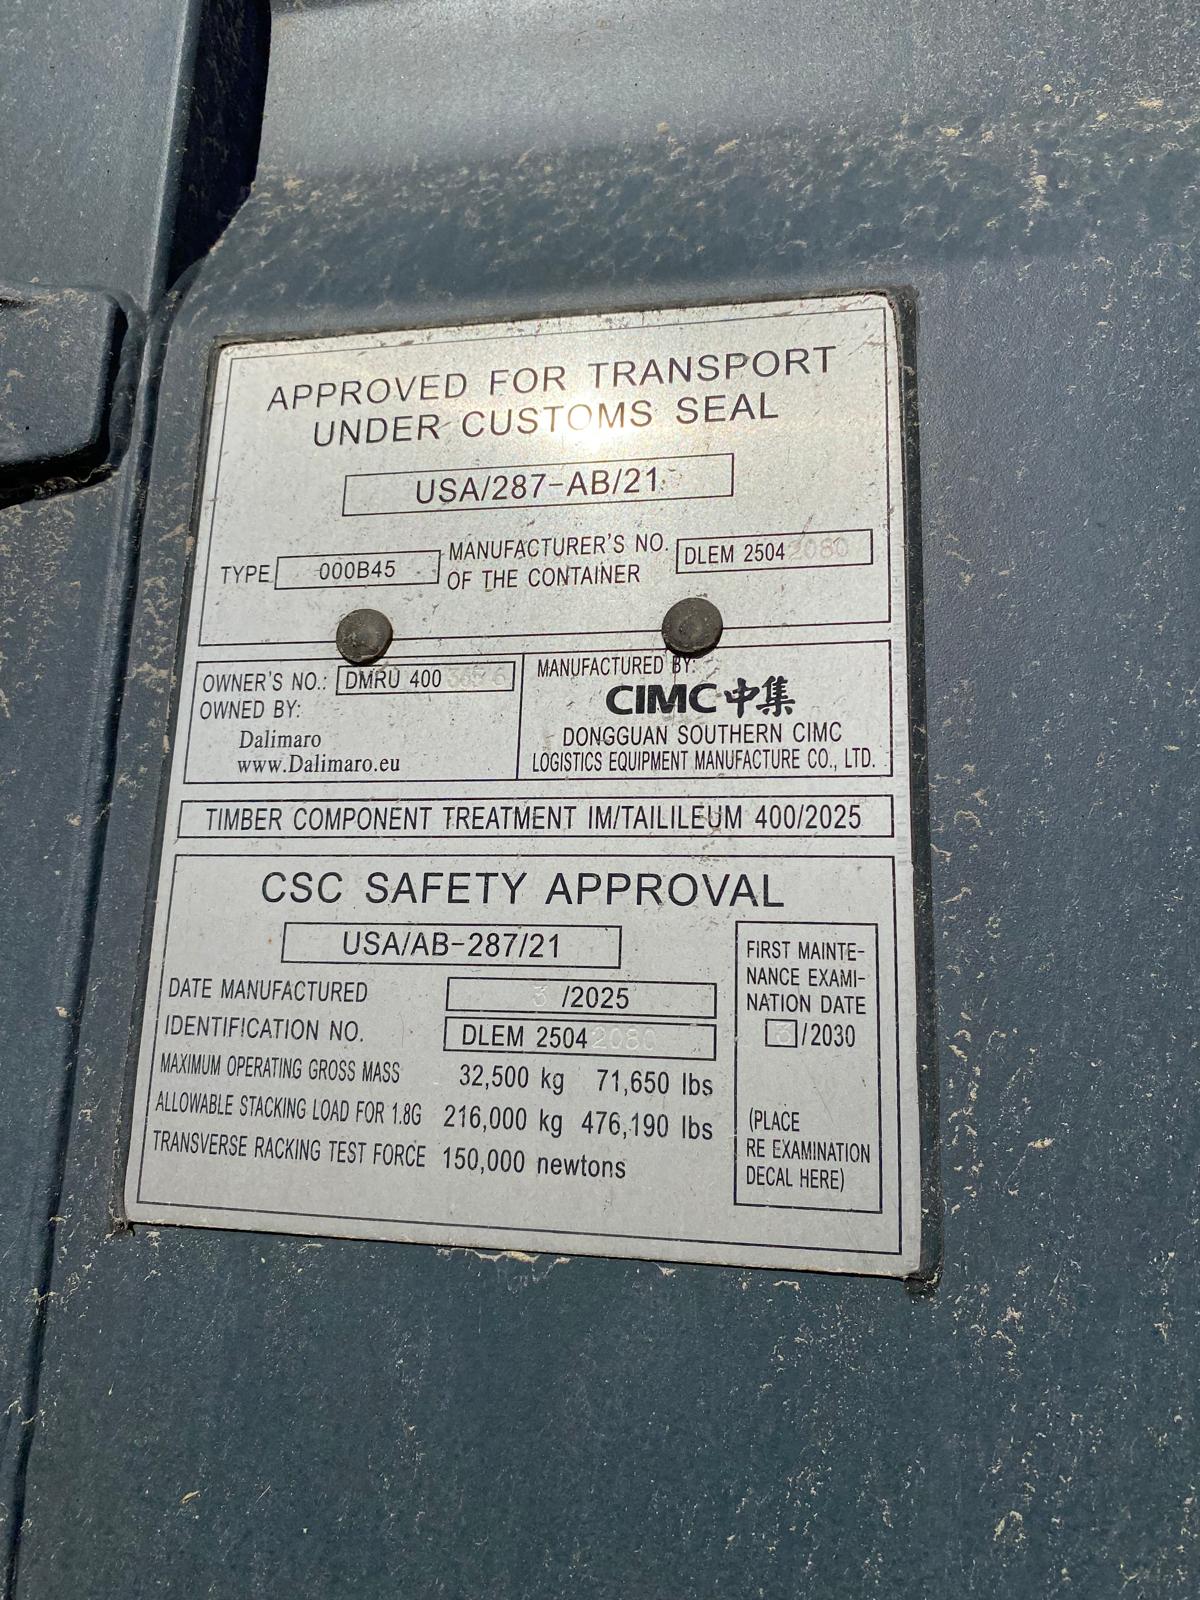 APPROVED FOR TRANSPORT
UNDER CUSTOMS SEAL
USA/287-AB/21
TYPE 000B45 MANUFACTURER'S NO. OF THE CONTAINER DLEM 25042080
OWNER'S NO.: DMRU 400
OWNED BY:
Dalimaro
www.Dalimaro.eu
MANUFACTURED BY:
CIMC中集
DONGGUAN SOUTHERN CIMC
LOGISTICS EQUIPMENT MANUFACTURE CO., LTD.
TIMBER COMPONENT TREATMENT IM/TAILILEUM 400/2025
CSC SAFETY APPROVAL
USA/AB-287/21
DATE MANUFACTURED 3 /2025
IDENTIFICATION NO. DLEM 25042080
MAXIMUM OPERATING GROSS MASS 32,500 kg 71,650 lbs
ALLOWABLE STACKING LOAD FOR 1.8G 216,000 kg 476,190 lbs
TRANSVERSE RACKING TEST FORCE 150,000 newtons
FIRST MAINTE-
NANCE EXAMI-
NATION DATE
3/2030
(PLACE
RE EXAMINATION
DECAL HERE)